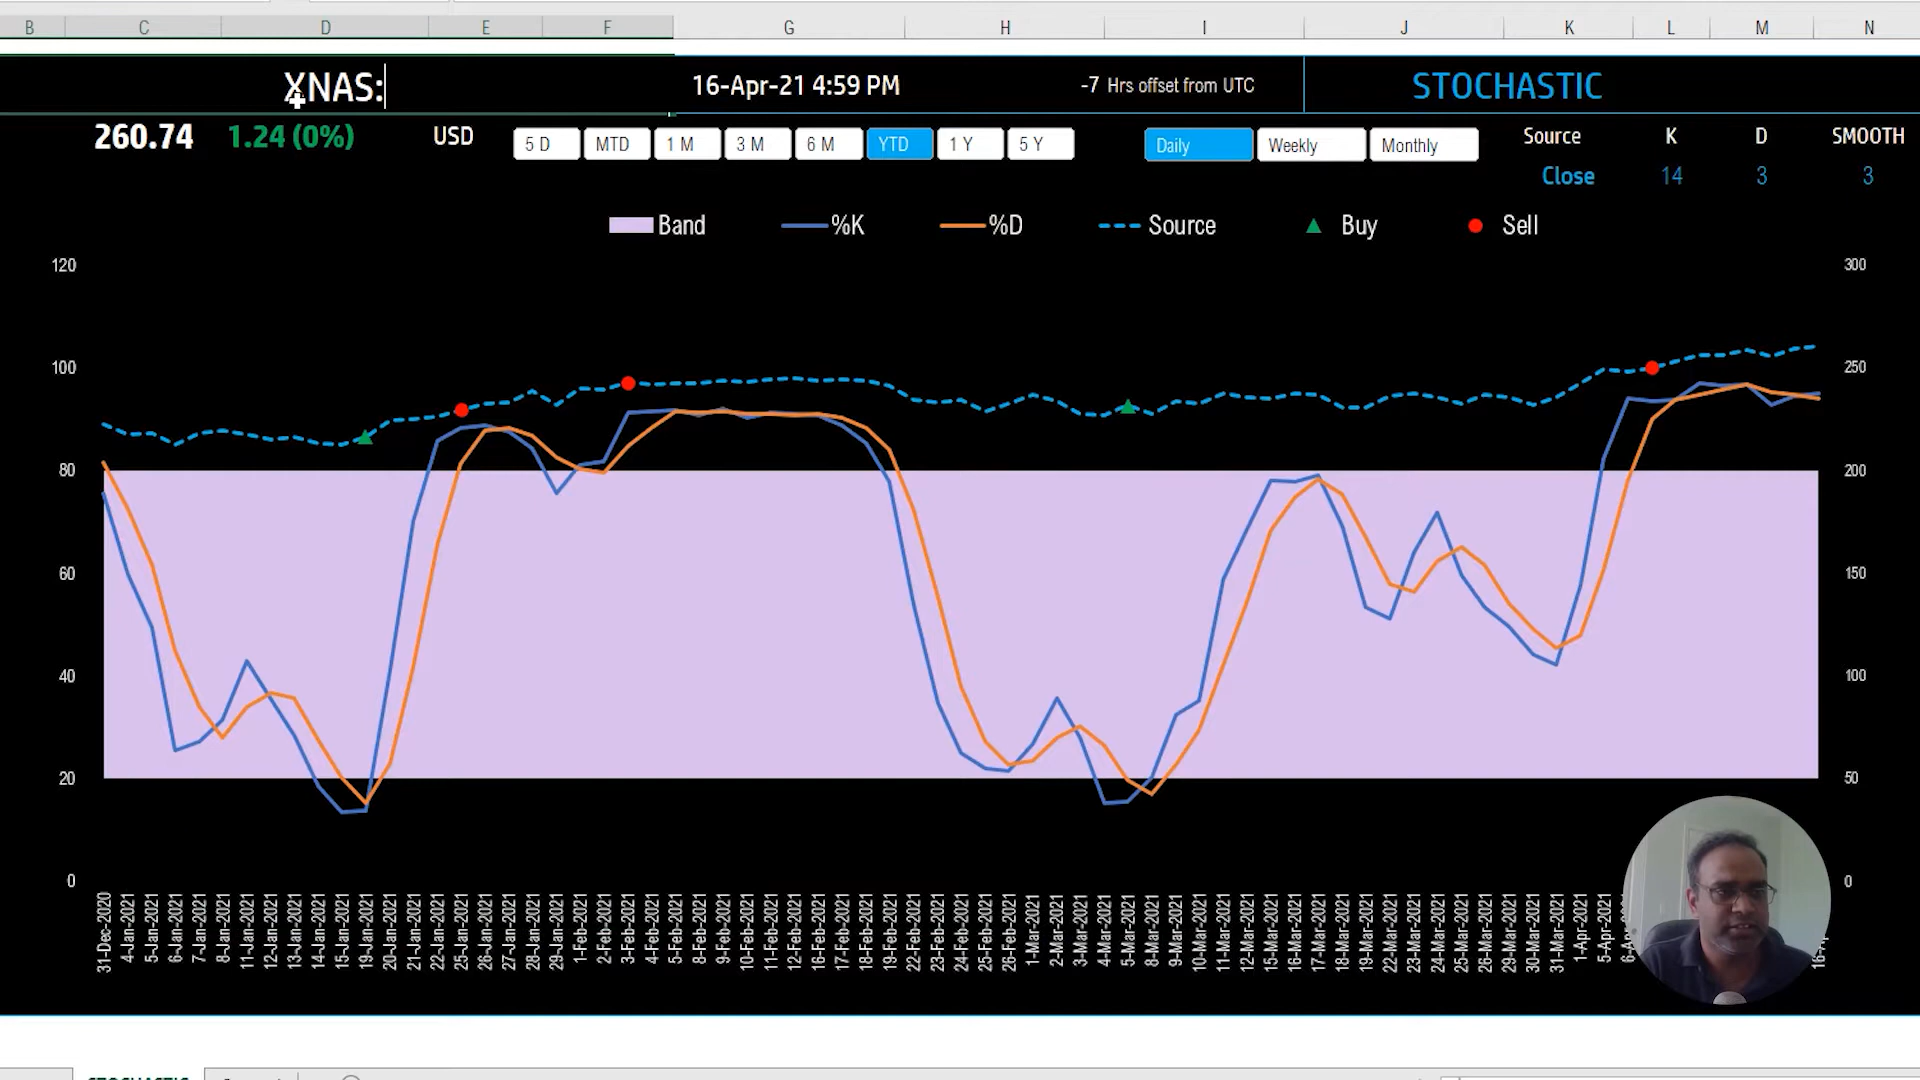 B C D E F G H I J K L M N
XNAS: 16-Apr-21 4:59 PM -7 Hrs offset from UTC STOCHASTIC
260.74 1.24 (0%) USD 5 D MTD 1 M 3 M 6 M YTD 1 Y 5 Y Daily Weekly Monthly Source K D SMOOTH
Close 14 3 3
Band %K %D Source Buy Sell
120 300
100 250
80 200
60 150
40 100
20 50
0 0
31-Dec-2020
4-Jan-2021
5-Jan-2021
6-Jan-2021
7-Jan-2021
8-Jan-2021
11-Jan-2021
12-Jan-2021
13-Jan-2021
14-Jan-2021
15-Jan-2021
19-Jan-2021
20-Jan-2021
21-Jan-2021
22-Jan-2021
25-Jan-2021
26-Jan-2021
27-Jan-2021
28-Jan-2021
29-Jan-2021
1-Feb-2021
2-Feb-2021
3-Feb-2021
4-Feb-2021
5-Feb-2021
8-Feb-2021
9-Feb-2021
10-Feb-2021
11-Feb-2021
12-Feb-2021
16-Feb-2021
17-Feb-2021
18-Feb-2021
19-Feb-2021
22-Feb-2021
23-Feb-2021
24-Feb-2021
25-Feb-2021
26-Feb-2021
1-Mar-2021
2-Mar-2021
3-Mar-2021
4-Mar-2021
5-Mar-2021
8-Mar-2021
9-Mar-2021
10-Mar-2021
11-Mar-2021
12-Mar-2021
15-Mar-2021
16-Mar-2021
17-Mar-2021
18-Mar-2021
19-Mar-2021
22-Mar-2021
23-Mar-2021
24-Mar-2021
25-Mar-2021
26-Mar-2021
29-Mar-2021
30-Mar-2021
31-Mar-2021
1-Apr-2021
5-Apr-2021
STOCHASTIC